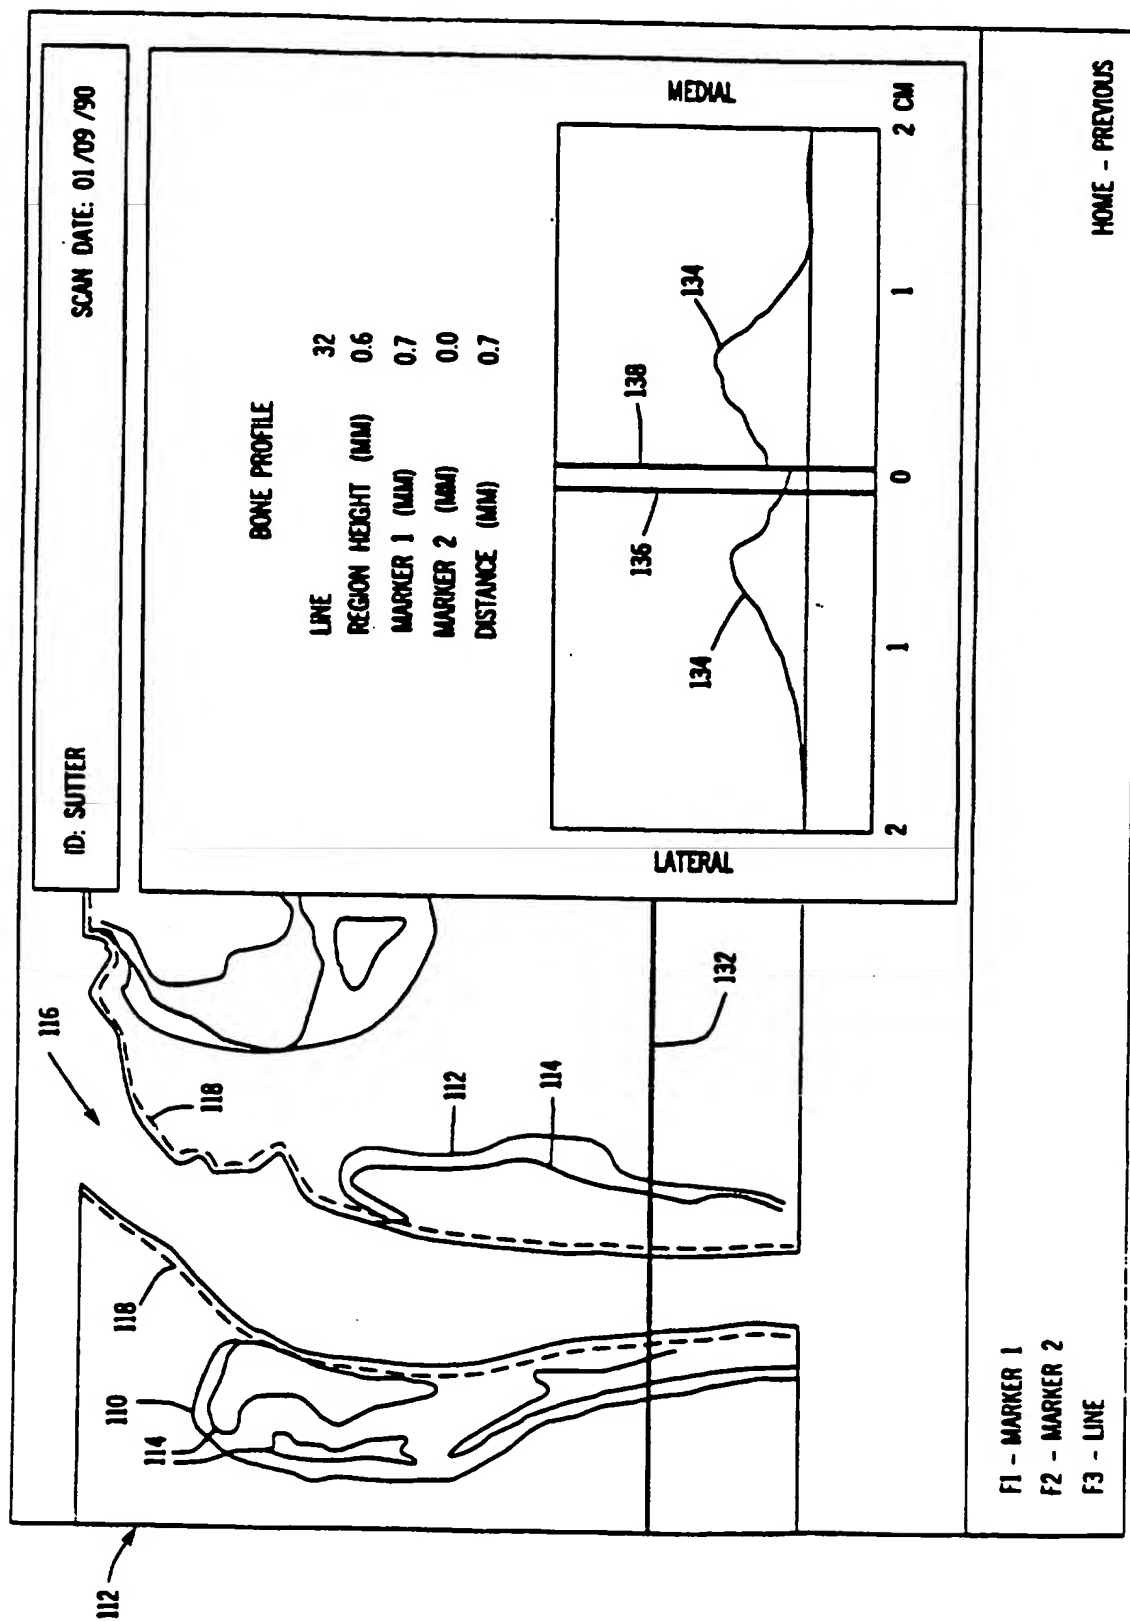 ID: SUTTER
SCAN DATE: 01/09/90
BONE PROFILE
LINE 32
REGION HEIGHT (MM) 0.6
MARKER 1 (MM) 0.7
MARKER 2 (MM) 0.0
DISTANCE (MM) 0.7
LATERAL
MEDIAL
134
136
138
134
2 1 0 1 2 CM
112
110
114
118
116
118
112
114
132
F1 - MARKER 1
F2 - MARKER 2
F3 - LINE
HOME - PREVIOUS